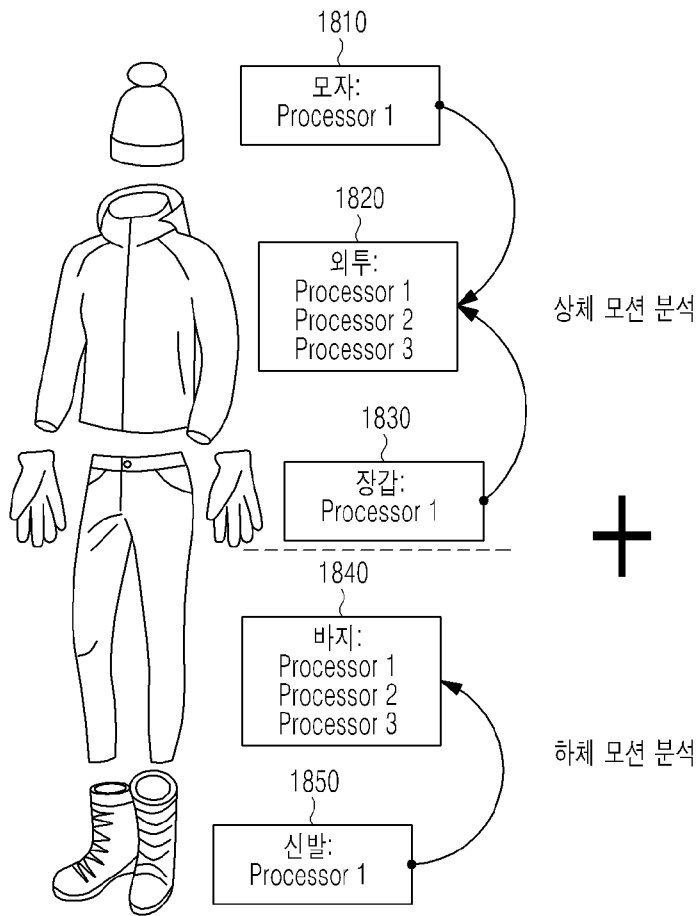 1810
모자:
Processor 1
1820
외투:
Processor 1
Processor 2
Processor 3
상체 모션 분석
1830
장갑:
Processor 1
1840
바지:
Processor 1
Processor 2
Processor 3
하체 모션 분석
1850
신발:
Processor 1